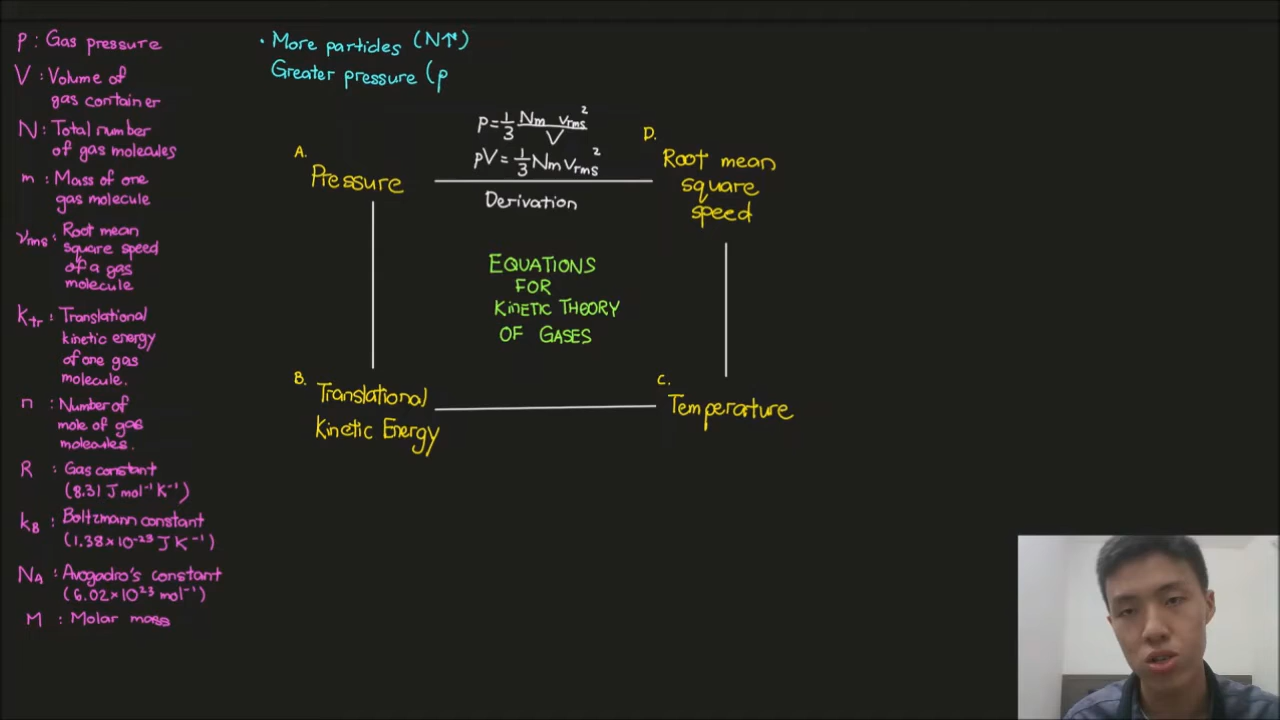 p : Gas pressure
V : Volume of
gas container
N : Total number
of gas molecules
m : Mass of one
gas molecule
vrms : Root mean
square speed
of a gas
molecule
Ktr : Translational
kinetic energy
of one gas
molecule.
n : Number of
mole of gas
molecules.
R : Gas constant
(8.31 J mol⁻¹ K⁻¹)
kB : Boltzmann constant
(1.38×10⁻²³ J K⁻¹)
NA : Avogadro's constant
(6.02×10²³ mol⁻¹)
M : Molar mass
· More particles (N↑)
Greater pressure (p
p = 1/3 Nm vrms² / V
pV = 1/3 Nm vrms²
Derivation
A.
Pressure
D.
Root mean
square
speed
EQUATIONS
FOR
KINETIC THEORY
OF GASES
B.
Translational
Kinetic Energy
C.
Temperature